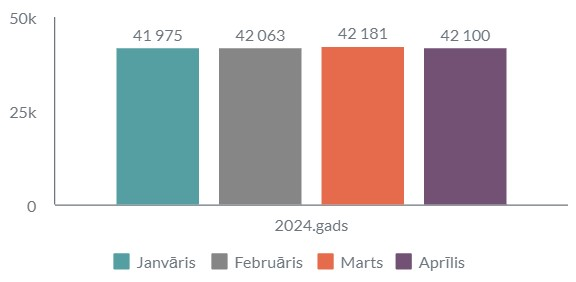 50k
41 975 42 063 42 181 42 100
25k
0
2024.gads
Janvāris Februāris Marts Aprīlis